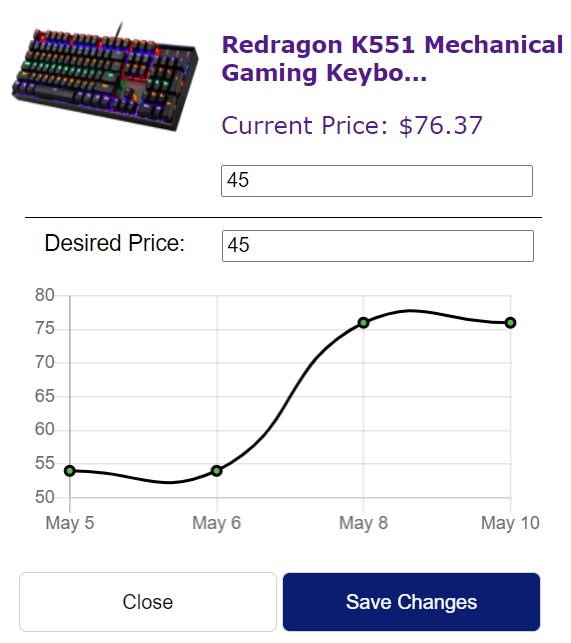 Redragon K551 Mechanical
Gaming Keybo...
Current Price: $76.37
45
Desired Price: 45
80
75
70
65
60
55
50
May 5 May 6 May 8 May 10
Close Save Changes